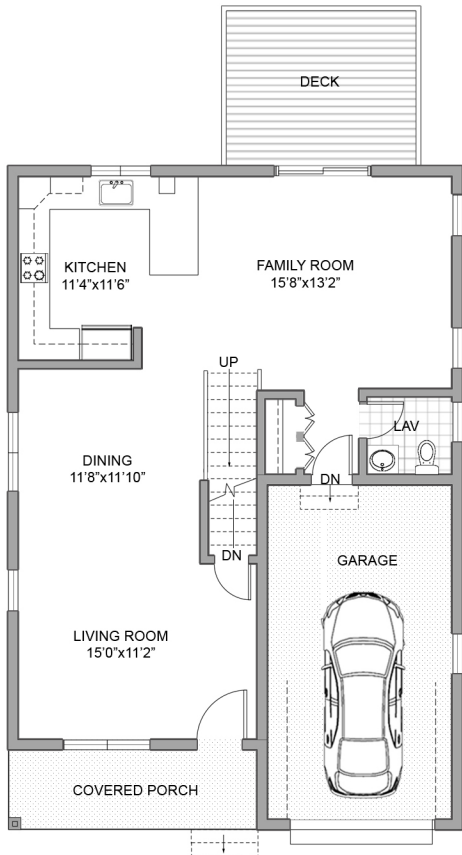 DECK
KITCHEN
11'4"x11'6"
FAMILY ROOM
15'8"x13'2"
UP
LAV
DINING
11'8"x11'10"
DN
DN
GARAGE
LIVING ROOM
15'0"x11'2"
COVERED PORCH